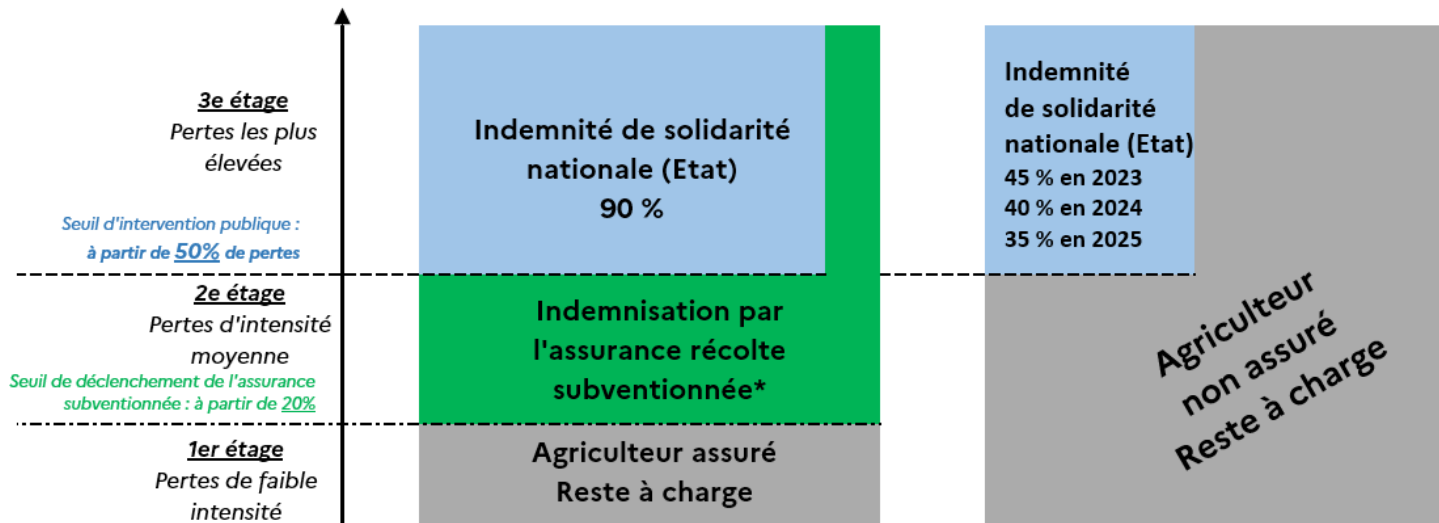 3e étage
Pertes les plus
élevées
Seuil d'intervention publique :
à partir de 50% de pertes
2e étage
Pertes d'intensité
moyenne
Seuil de déclenchement de l'assurance
subventionnée : à partir de 20%
1er étage
Pertes de faible
intensité
Indemnité de solidarité
nationale (Etat)
90 %
Indemnisation par
l'assurance récolte
subventionnée*
Agriculteur assuré
Reste à charge
Indemnité
de solidarité
nationale (Etat)
45 % en 2023
40 % en 2024
35 % en 2025
Agriculteur
non assuré
Reste à charge